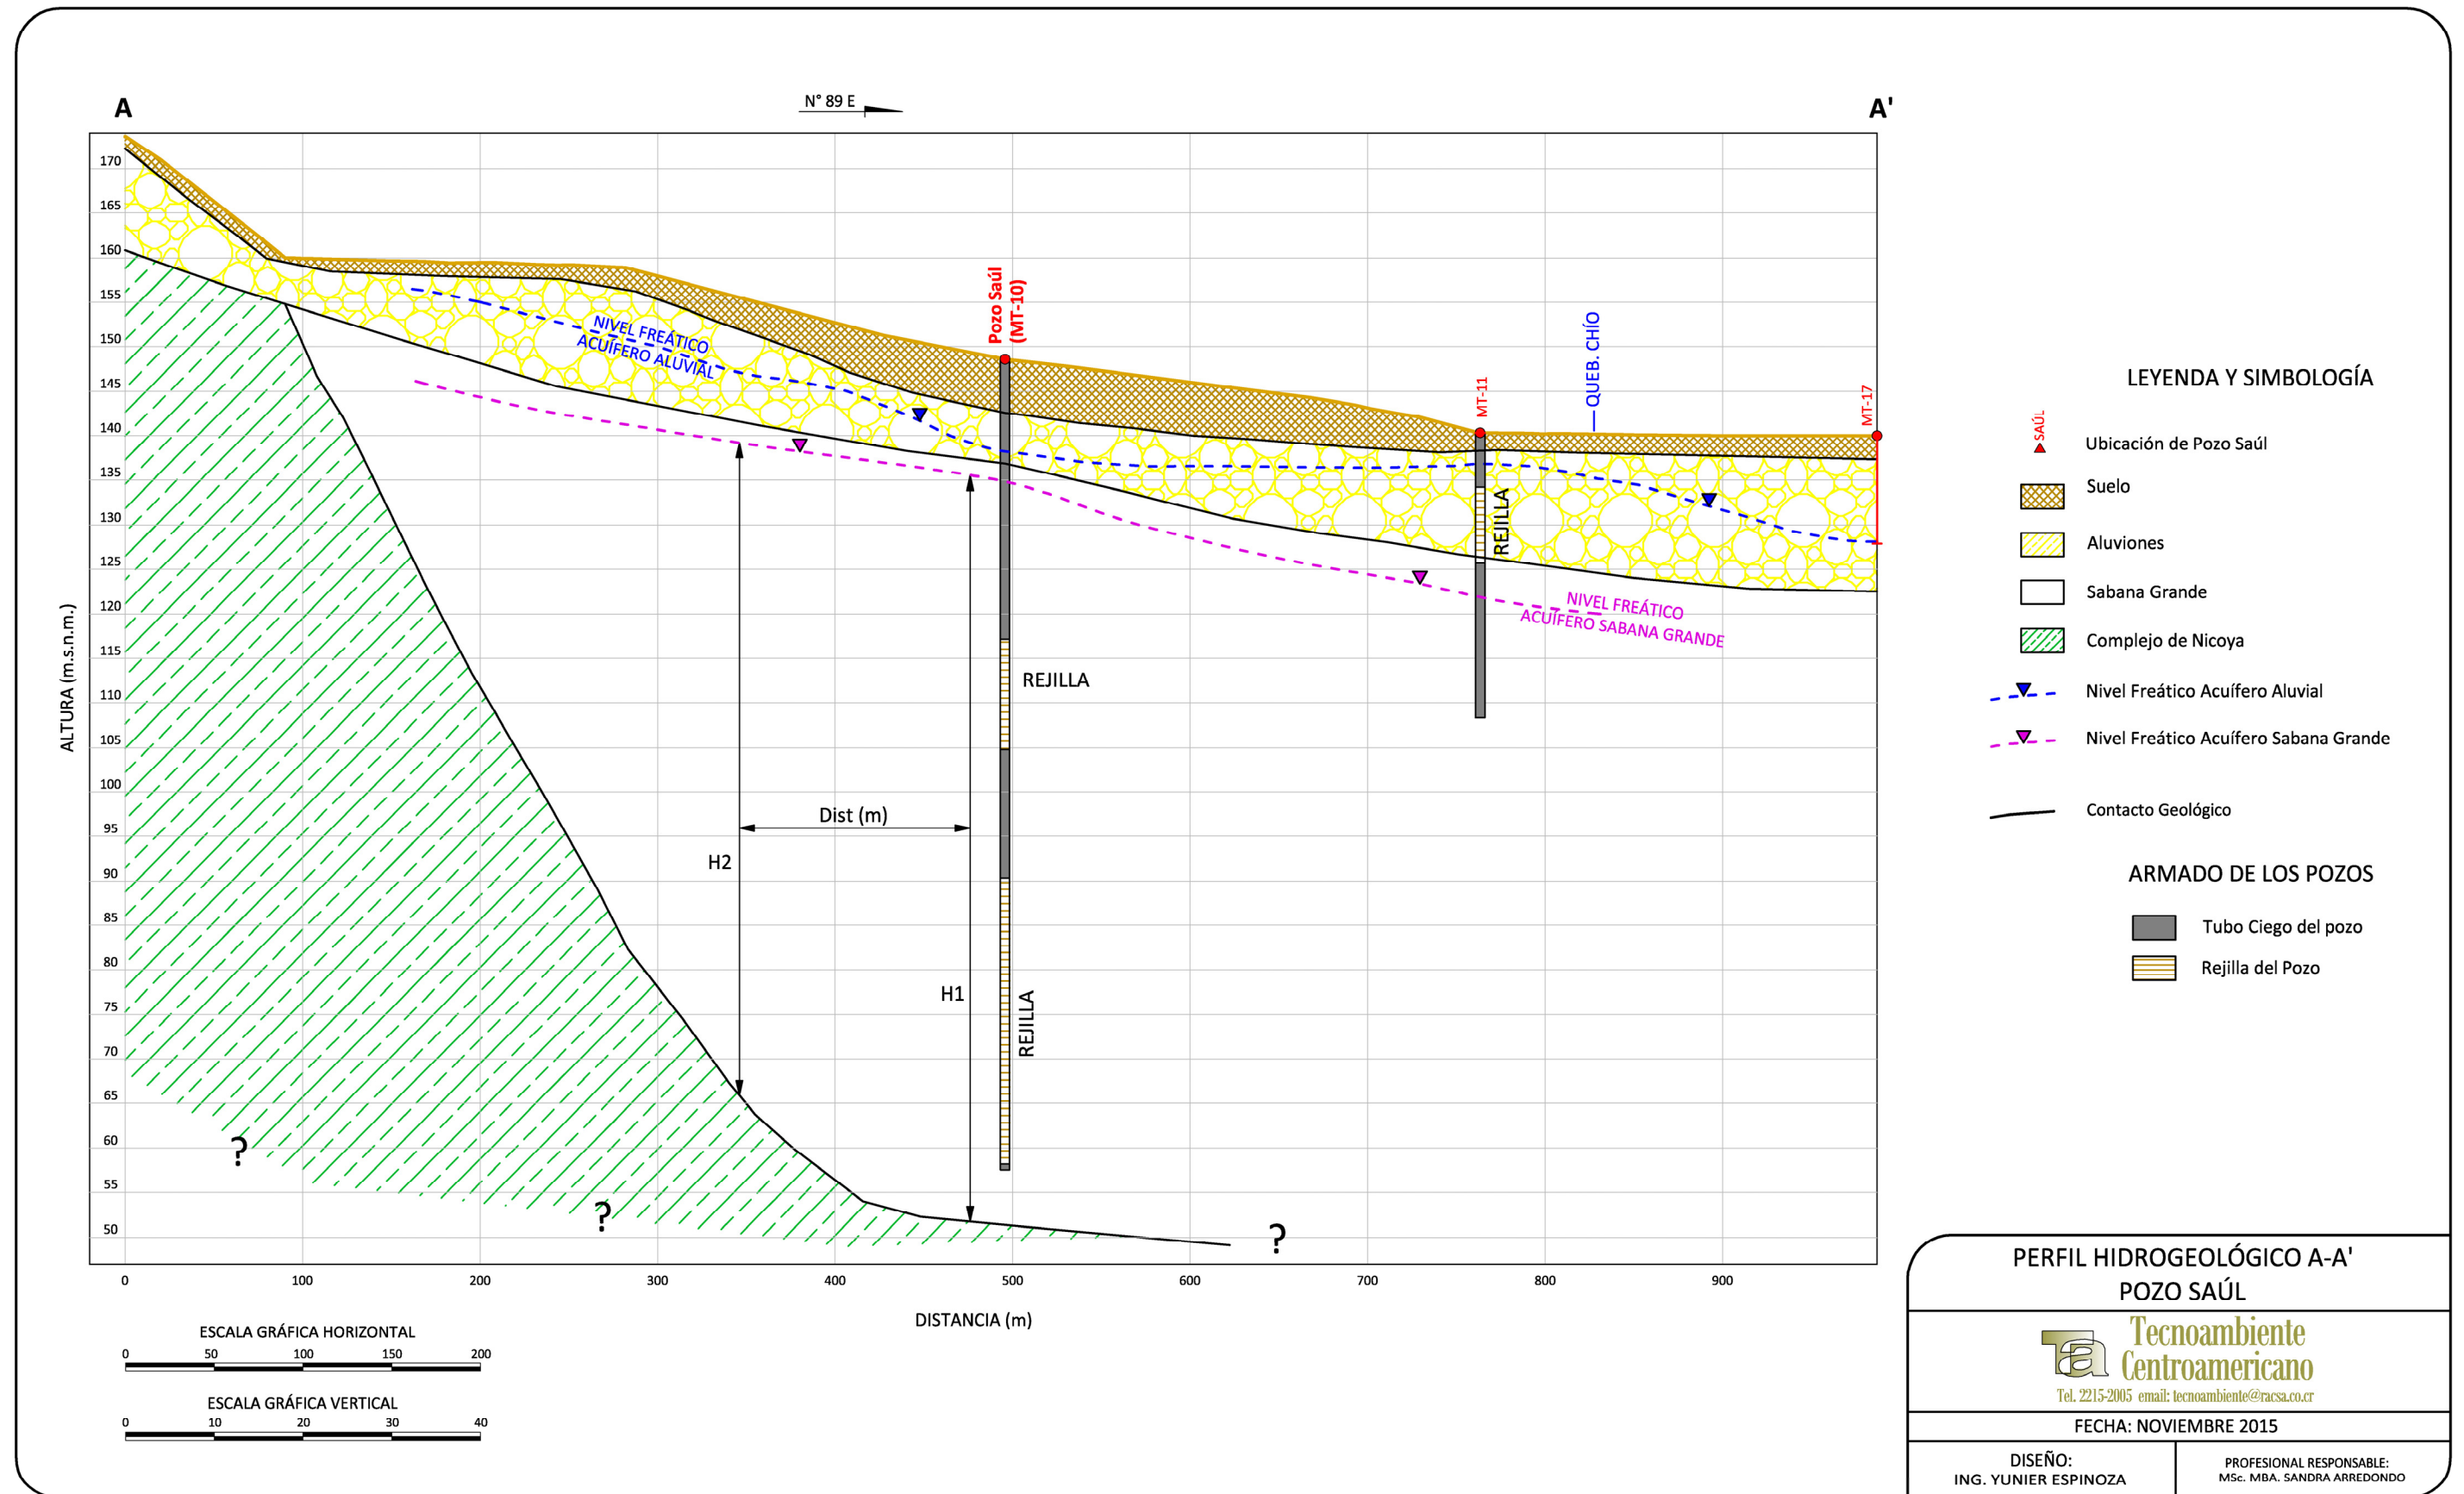 A
N° 89 E
A'
170
165
160
155
150
145
140
135
130
125
120
115
110
105
100
95
90
85
80
75
70
65
60
55
50
ALTURA (m.s.n.m.)
NIVEL FREÁTICO
ACUÍFERO ALUVIAL
Pozo Saúl
(MT-10)
MT-11
QUEB. CHÍO
MT-17
REJILLA
NIVEL FREÁTICO
ACUÍFERO SABANA GRANDE
REJILLA
Dist (m)
H2
H1
REJILLA
?
?
?
0
100
200
300
400
500
600
700
800
900
DISTANCIA (m)
ESCALA GRÁFICA HORIZONTAL
0 50 100 150 200
ESCALA GRÁFICA VERTICAL
0 10 20 30 40
LEYENDA Y SIMBOLOGÍA
SAÚL
Ubicación de Pozo Saúl
Suelo
Aluviones
Sabana Grande
Complejo de Nicoya
Nivel Freático Acuífero Aluvial
Nivel Freático Acuífero Sabana Grande
Contacto Geológico
ARMADO DE LOS POZOS
Tubo Ciego del pozo
Rejilla del Pozo
PERFIL HIDROGEOLÓGICO A-A'
POZO SAÚL
Ta
Tecnoambiente
Centroamericano
Tel. 2215-2005 email: tecnoambiente@racsa.co.cr
FECHA: NOVIEMBRE 2015
DISEÑO:
ING. YUNIER ESPINOZA
PROFESIONAL RESPONSABLE:
MSc. MBA. SANDRA ARREDONDO